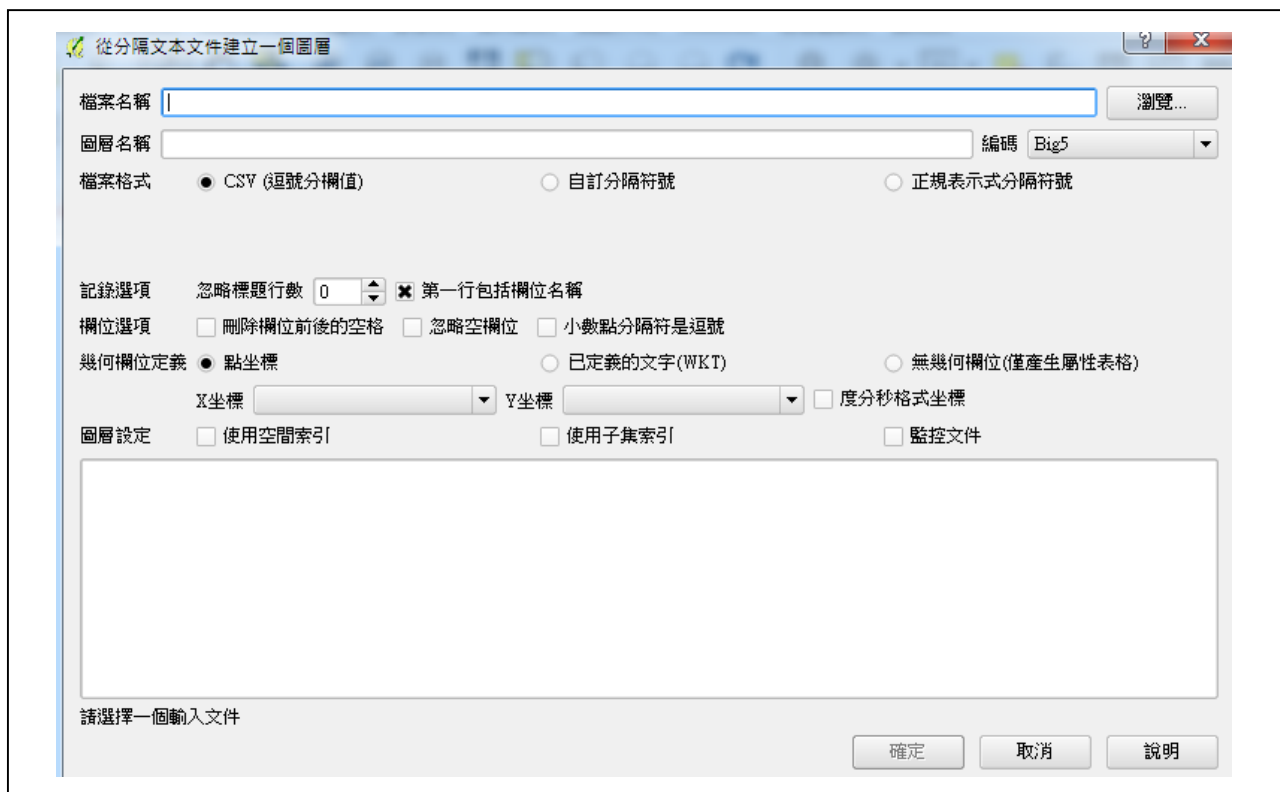 從分隔文本文件建立一個圖層
檔案名稱 瀏覽...
圖層名稱 編碼 Big5
檔案格式 CSV (逗號分欄值) 自訂分隔符號 正規表示式分隔符號
記錄選項 忽略標題行數 0 第一行包括欄位名稱
欄位選項 刪除欄位前後的空格 忽略空欄位 小數點分隔符是逗號
幾何欄位定義 點坐標 已定義的文字(WKT) 無幾何欄位(僅產生屬性表格)
X坐標 Y坐標 度分秒格式坐標
圖層設定 使用空間索引 使用子集索引 監控文件
請選擇一個輸入文件
確定 取消 說明